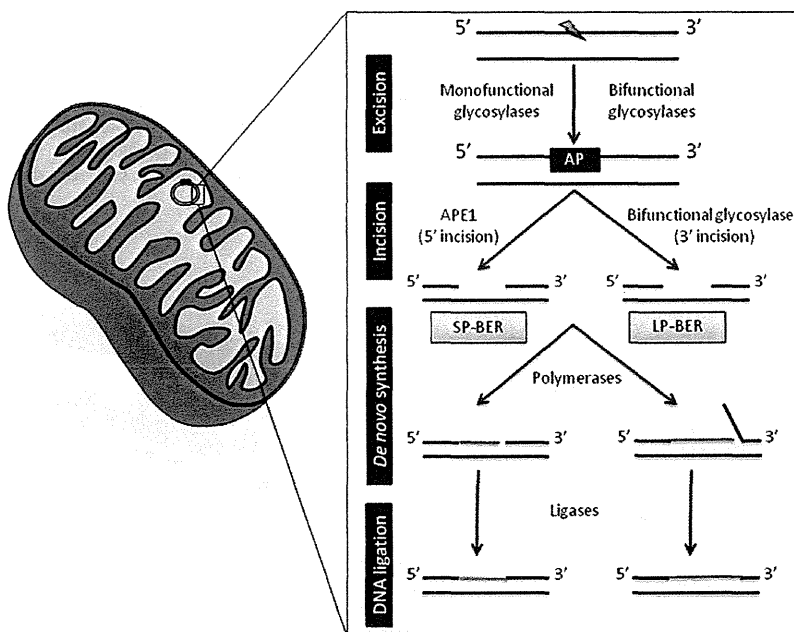 5’ 3’
Excision
Monofunctional glycosylases
Bifunctional glycosylases
5’ AP 3’
Incision
APE1
(5’ incision)
Bifunctional glycosylase
(3’ incision)
5’ 3’ 5’ 3’
SP-BER LP-BER
De novo synthesis
Polymerases
5’ 3’ 5’ 3’
DNA ligation
Ligases
5’ 3’ 5’ 3’